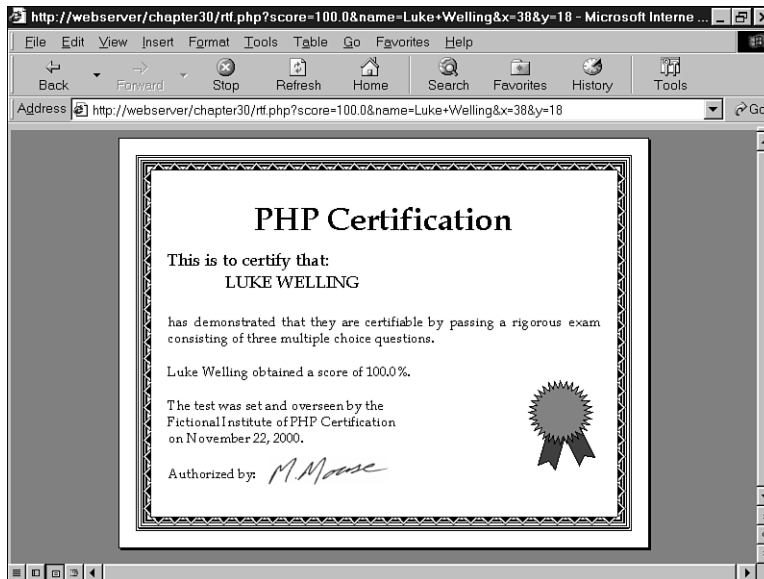 http://webserver/chapter30/rtf.php?score=100.0&name=Luke+Welling&x=38&y=18 - Microsoft Interne ...
File Edit View Insert Format Tools Table Go Favorites Help
Back Forward Stop Refresh Home Search Favorites History Tools
Address http://webserver/chapter30/rtf.php?score=100.0&name=Luke+Welling&x=38&y=18 Go
PHP Certification
This is to certify that:
LUKE WELLING
has demonstrated that they are certifiable by passing a rigorous exam
consisting of three multiple choice questions.
Luke Welling obtained a score of 100.0%.
The test was set and overseen by the
Fictional Institute of PHP Certification
on November 22, 2000.
Authorized by: M.Mouse